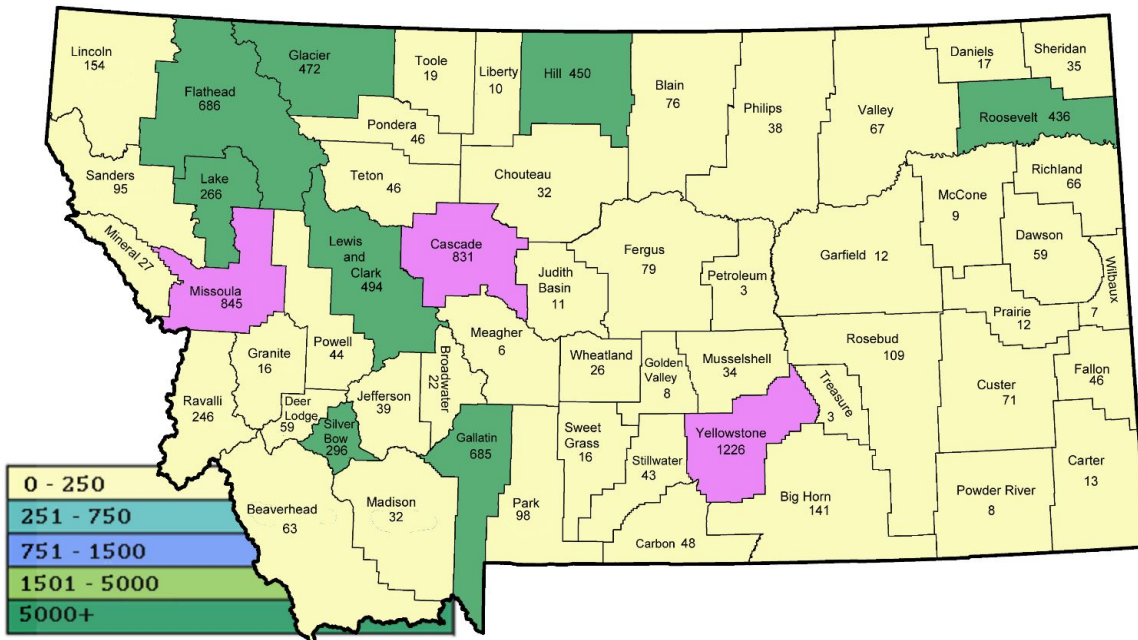 Lincoln
154
Flathead
686
Glacier
472
Toole
19
Liberty
10
Hill 450
Blain
76
Philips
38
Valley
67
Daniels
17
Sheridan
35
Roosevelt 436
Pondera
46
Teton
46
Chouteau
32
Sanders
95
Lake
266
Mineral 27
Missoula
845
Lewis
and
Clark
494
Cascade
831
Judith
Basin
11
Fergus
79
Petroleum
3
Garfield 12
McCone
9
Richland
66
Dawson
59
Wilbaux
7
Prairie
12
Powell
44
Granite
16
Ravalli
246
Deer
Lodge
59
Silver
Bow
296
Jefferson
39
Broadwater
22
Meagher
6
Wheatland
26
Golden
Valley
8
Musselshell
34
Rosebud
109
Treasure
3
Custer
71
Fallon
46
Gallatin
685
Sweet
Grass
16
Stillwater
43
Yellowstone
1226
Beaverhead
63
Madison
32
Park
98
Carbon 48
Big Horn
141
Powder River
8
Carter
13
0 - 250
251 - 750
751 - 1500
1501 - 5000
5000+